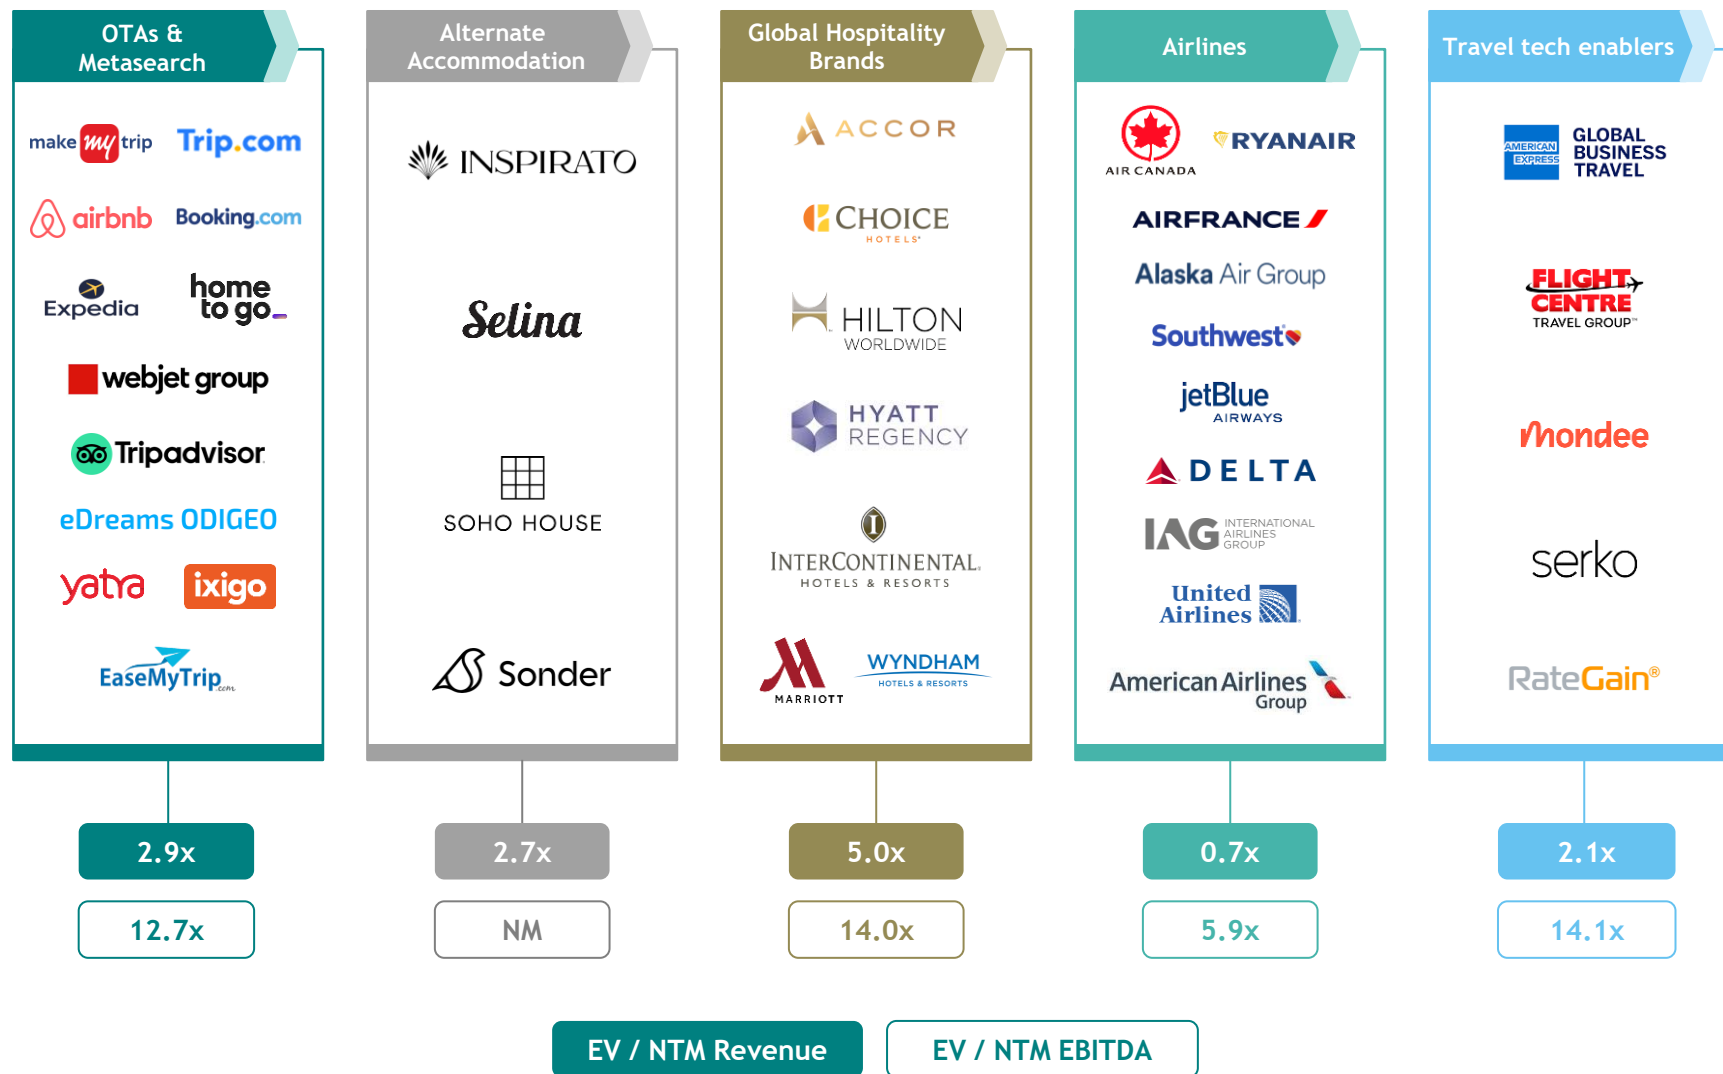 OTAs &
Metasearch
make my trip
Trip.com
airbnb
Booking.com
Expedia
home
to go_
webjet group
Tripadvisor
eDreams ODIGEO
yatra
ixigo
EaseMyTrip.com
2.9x
12.7x
Alternate
Accommodation
INSPIRATO
Selina
SOHO HOUSE
Sonder
2.7x
NM
Global Hospitality
Brands
ACCOR
CHOICE
HOTELS®
HILTON
WORLDWIDE
HYATT
REGENCY
I
INTERCONTINENTAL.
HOTELS & RESORTS
MARRIOTT
WYNDHAM
HOTELS & RESORTS
5.0x
14.0x
Airlines
AIR CANADA
RYANAIR
AIRFRANCE
Alaska Air Group
Southwest
jetBlue
AIRWAYS
DELTA
IAG
INTERNATIONAL
AIRLINES
GROUP
United
Airlines
American Airlines
Group
0.7x
5.9x
Travel tech enablers
AMERICAN
EXPRESS
GLOBAL
BUSINESS
TRAVEL
FLIGHT
CENTRE
TRAVEL GROUP™
mondee
serko
RateGain®
2.1x
14.1x
EV / NTM Revenue
EV / NTM EBITDA